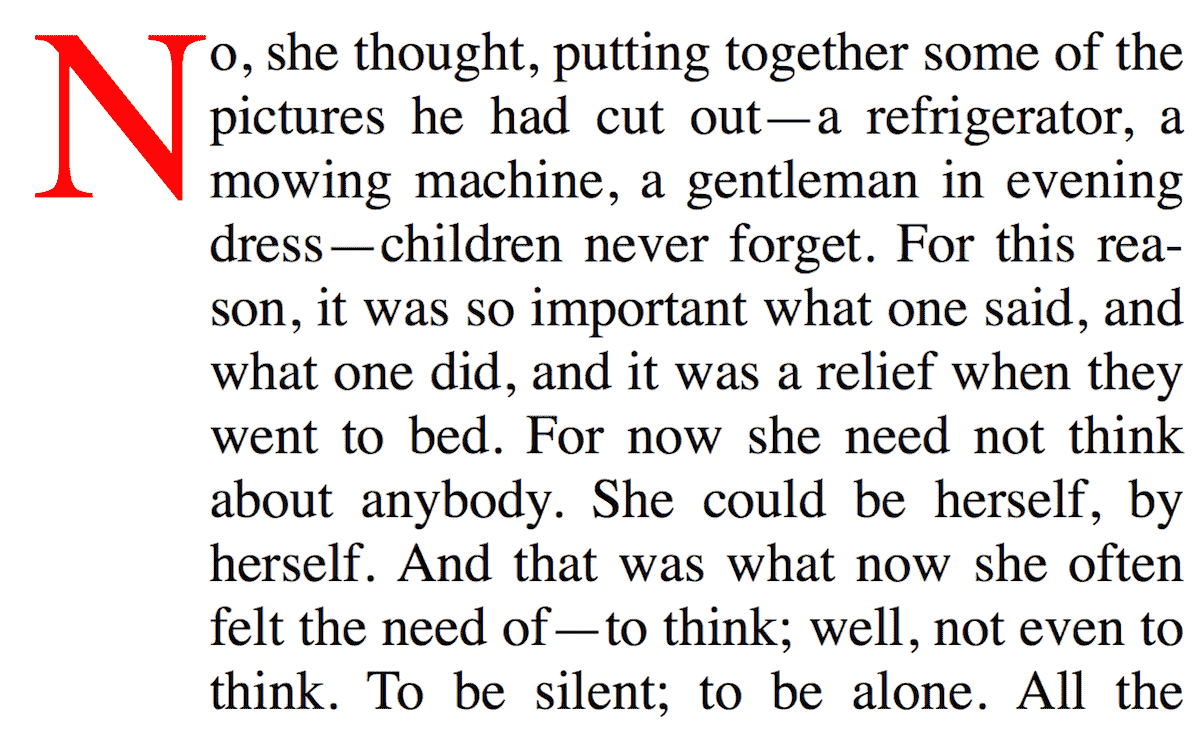 No, she thought, putting together some of the
pictures he had cut out—a refrigerator, a
mowing machine, a gentleman in evening
dress—children never forget. For this rea-
son, it was so important what one said, and
what one did, and it was a relief when they
went to bed. For now she need not think
about anybody. She could be herself, by
herself. And that was what now she often
felt the need of—to think; well, not even to
think. To be silent; to be alone. All the